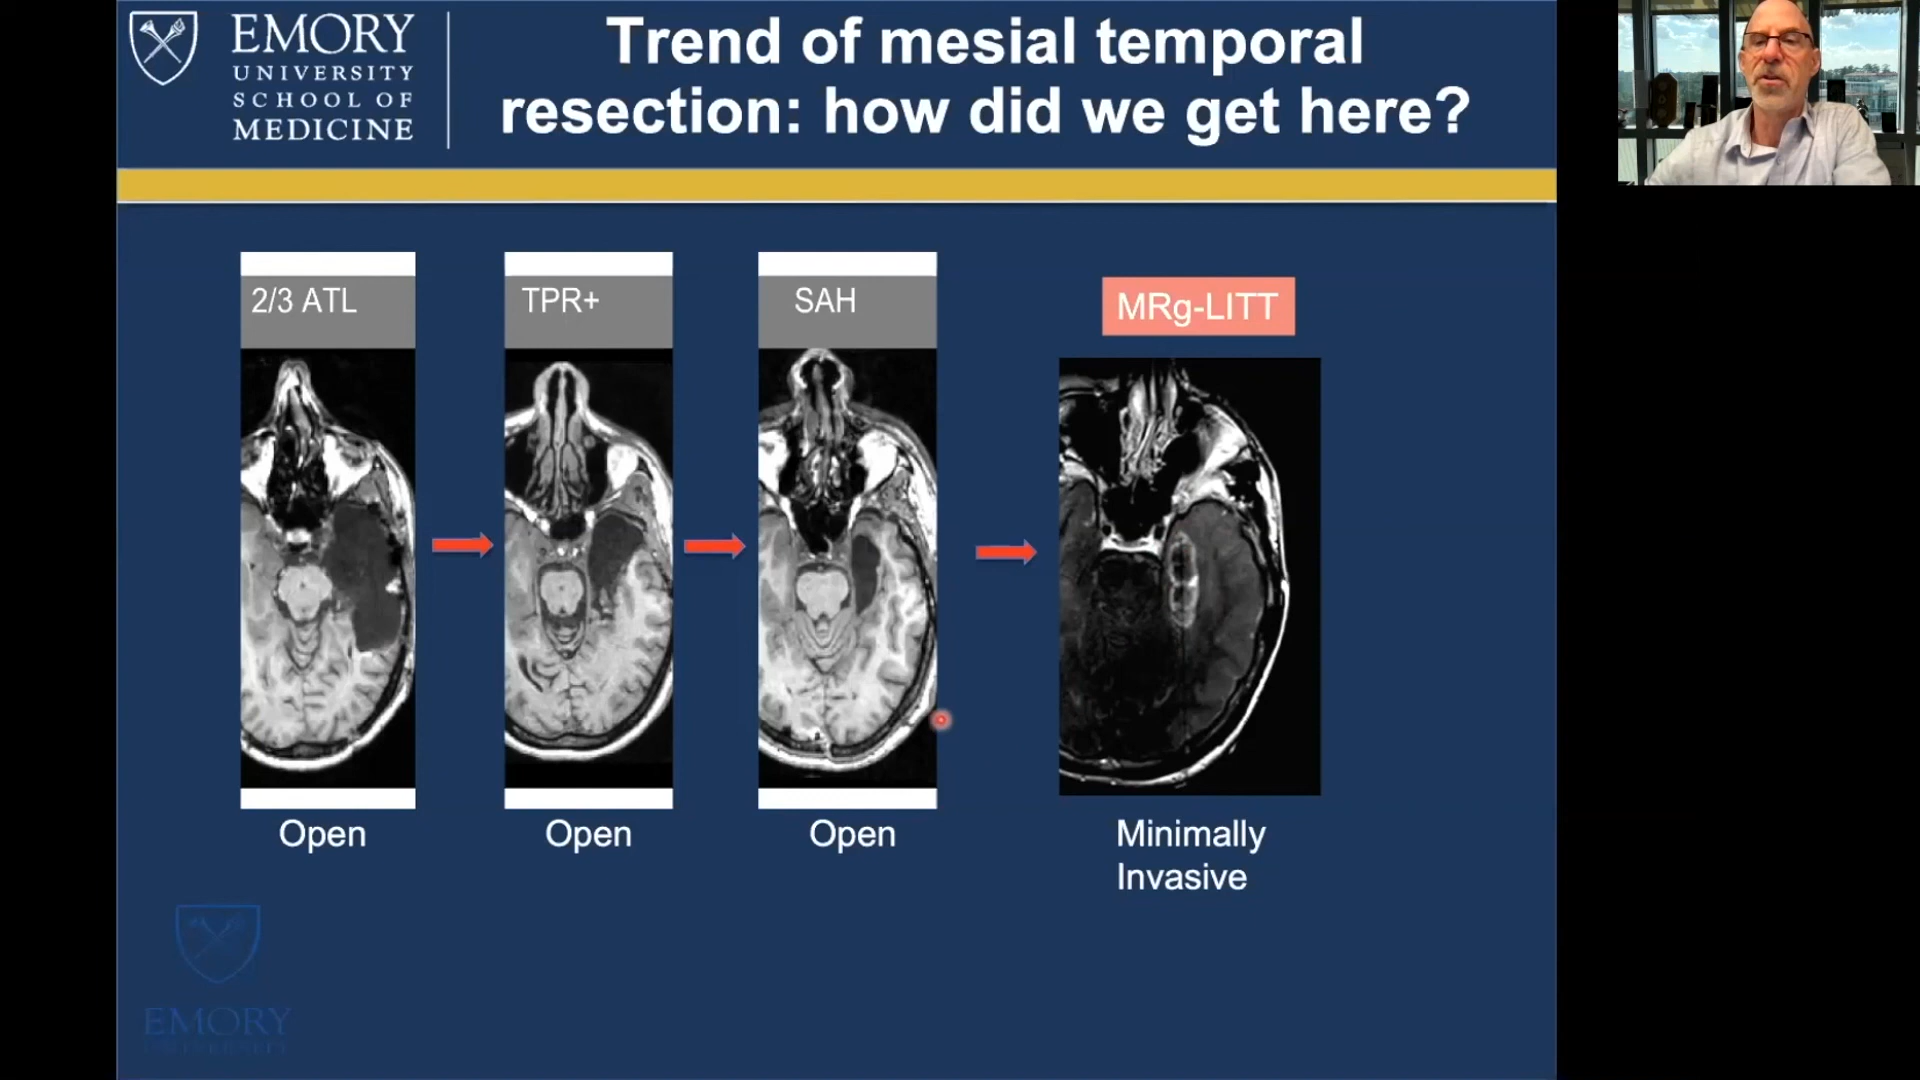 EMORY
UNIVERSITY
SCHOOL OF
MEDICINE
Trend of mesial temporal
resection: how did we get here?
2/3 ATL
TPR+
SAH
MRg-LITT
Open
Open
Open
Minimally
Invasive
EMORY
UNIVERSITY